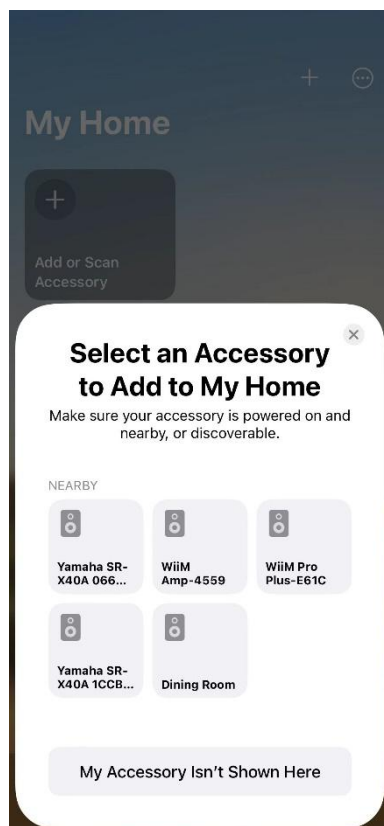 My Home
Add or Scan
Accessory
Select an Accessory
to Add to My Home
Make sure your accessory is powered on and
nearby, or discoverable.
NEARBY
Yamaha SR-
X40A 066...
WiiM
Amp-4559
WiiM Pro
Plus-E61C
Yamaha SR-
X40A 1CCB...
Dining Room
My Accessory Isn't Shown Here